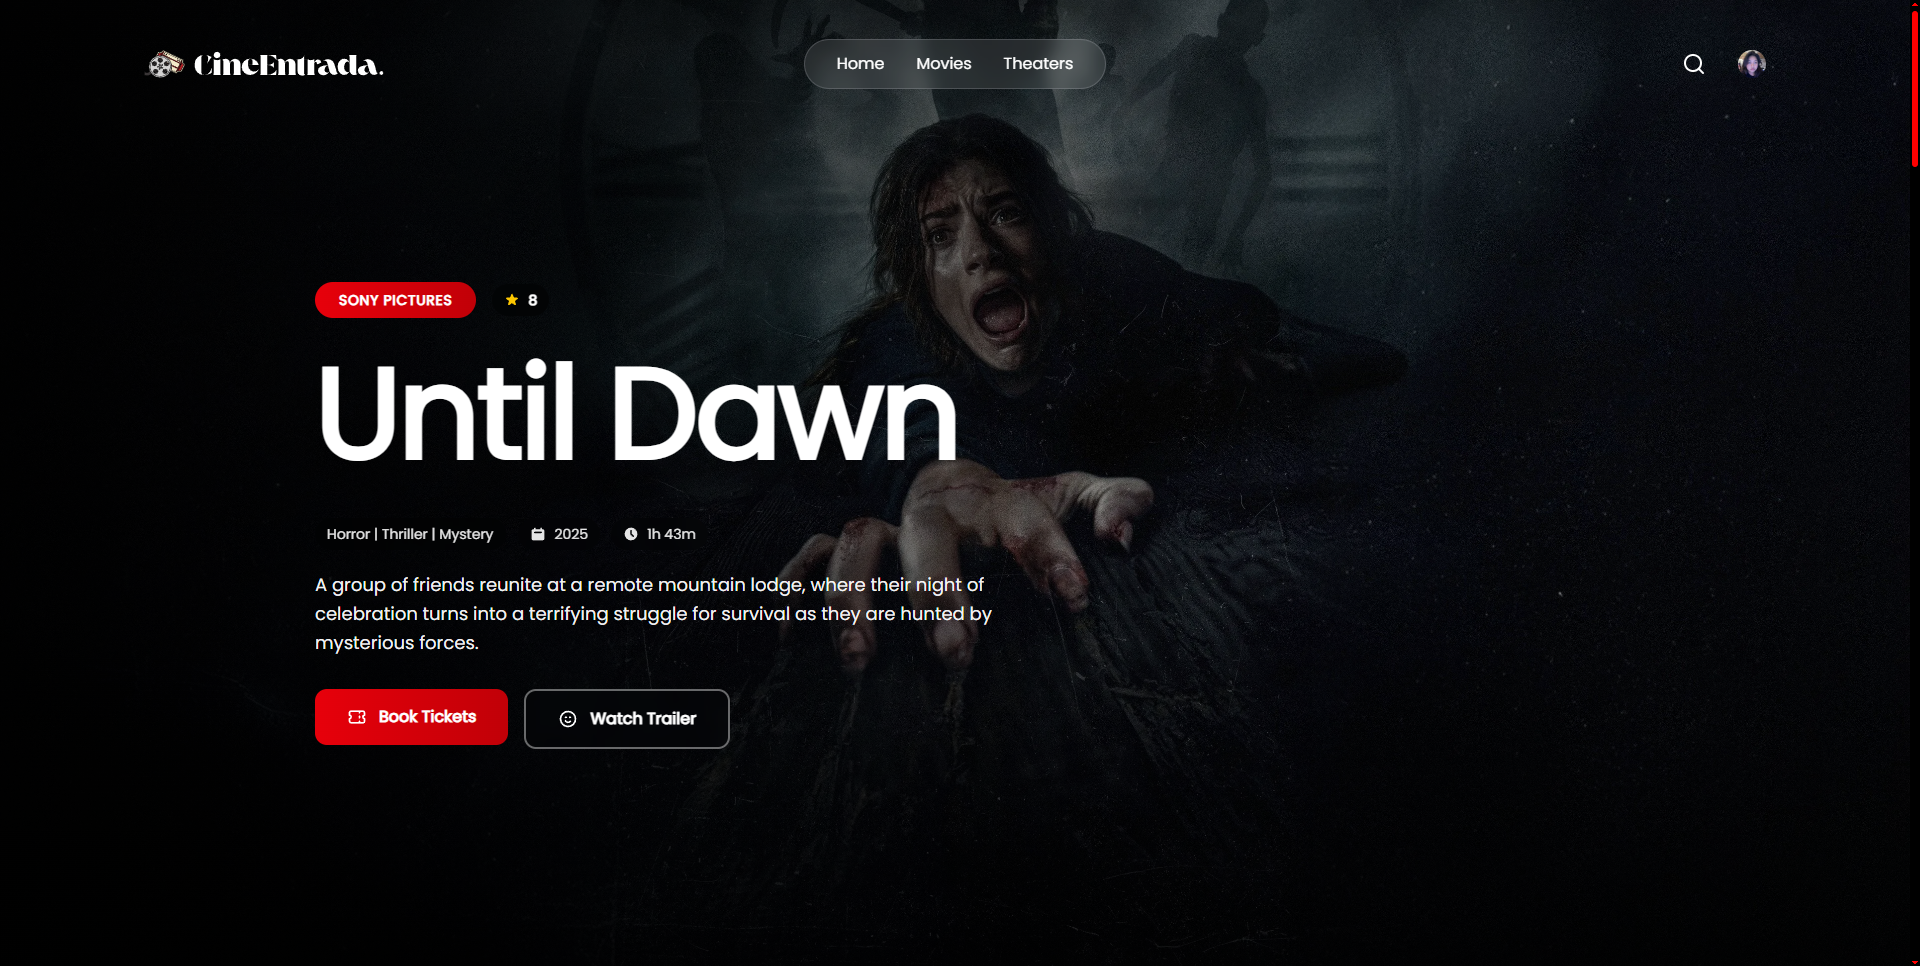 CineEntrada.
Home Movies Theaters
SONY PICTURES 8
Until Dawn
Horror | Thriller | Mystery 2025 1h 43m
A group of friends reunite at a remote mountain lodge, where their night of
celebration turns into a terrifying struggle for survival as they are hunted by
mysterious forces.
Book Tickets Watch Trailer